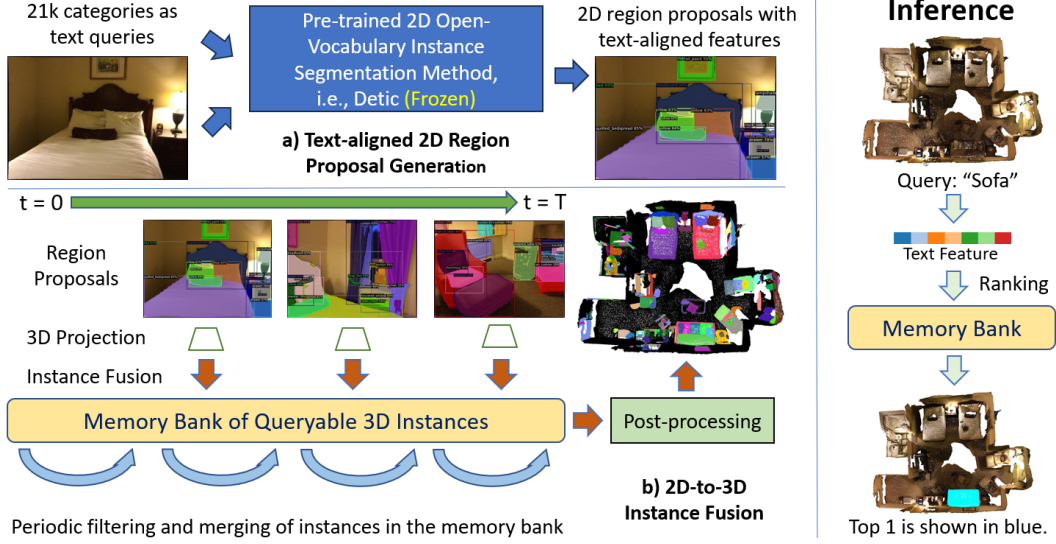 21k categories as
text queries
Pre-trained 2D Open-
Vocabulary Instance
Segmentation Method,
i.e., Detic (Frozen)
2D region proposals with
text-aligned features
a) Text-aligned 2D Region
Proposal Generation
t = 0
t = T
Region
Proposals
3D Projection
Instance Fusion
Memory Bank of Queryable 3D Instances
Post-processing
b) 2D-to-3D
Instance Fusion
Periodic filtering and merging of instances in the memory bank
Inference
Query: “Sofa”
Text Feature
Ranking
Memory Bank
Top 1 is shown in blue.